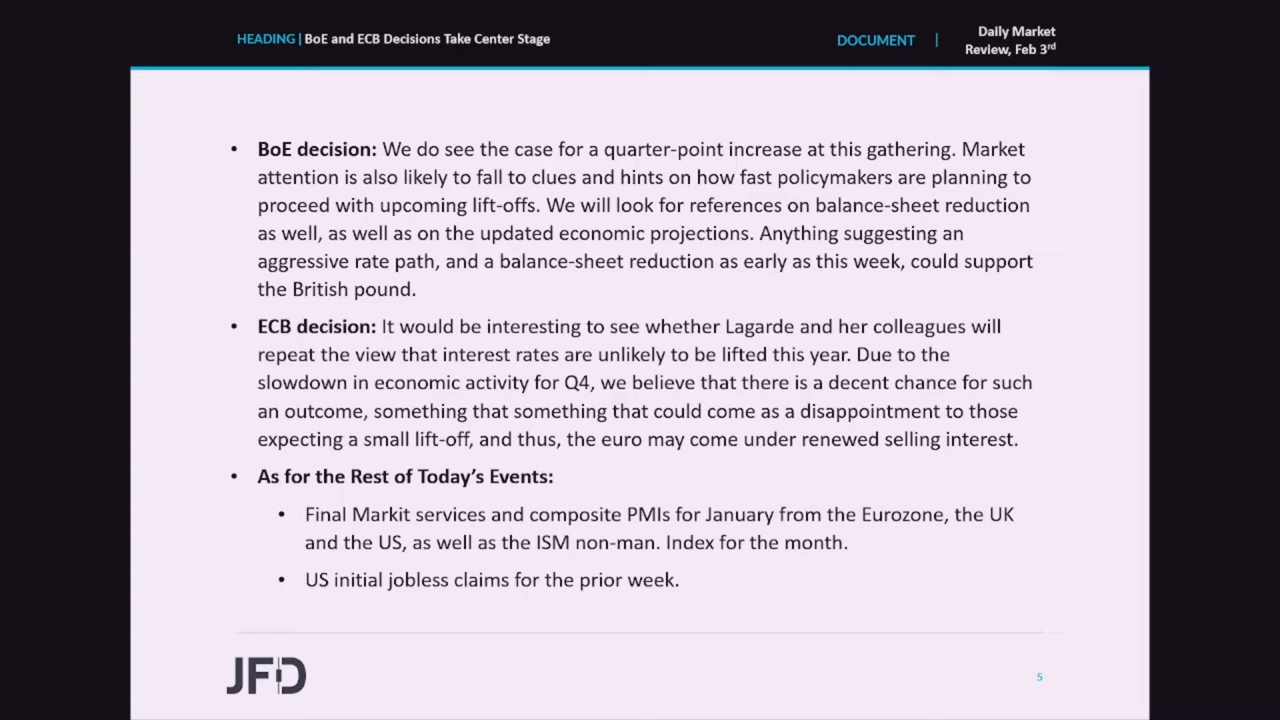 HEADING | BoE and ECB Decisions Take Center Stage
DOCUMENT |
Daily Market
Review, Feb 3rd
• BoE decision: We do see the case for a quarter-point increase at this gathering. Market
attention is also likely to fall to clues and hints on how fast policymakers are planning to
proceed with upcoming lift-offs. We will look for references on balance-sheet reduction
as well, as well as on the updated economic projections. Anything suggesting an
aggressive rate path, and a balance-sheet reduction as early as this week, could support
the British pound.
• ECB decision: It would be interesting to see whether Lagarde and her colleagues will
repeat the view that interest rates are unlikely to be lifted this year. Due to the
slowdown in economic activity for Q4, we believe that there is a decent chance for such
an outcome, something that something that could come as a disappointment to those
expecting a small lift-off, and thus, the euro may come under renewed selling interest.
• As for the Rest of Today's Events:
• Final Markit services and composite PMIs for January from the Eurozone, the UK
and the US, as well as the ISM non-man. Index for the month.
• US initial jobless claims for the prior week.
JFD
5